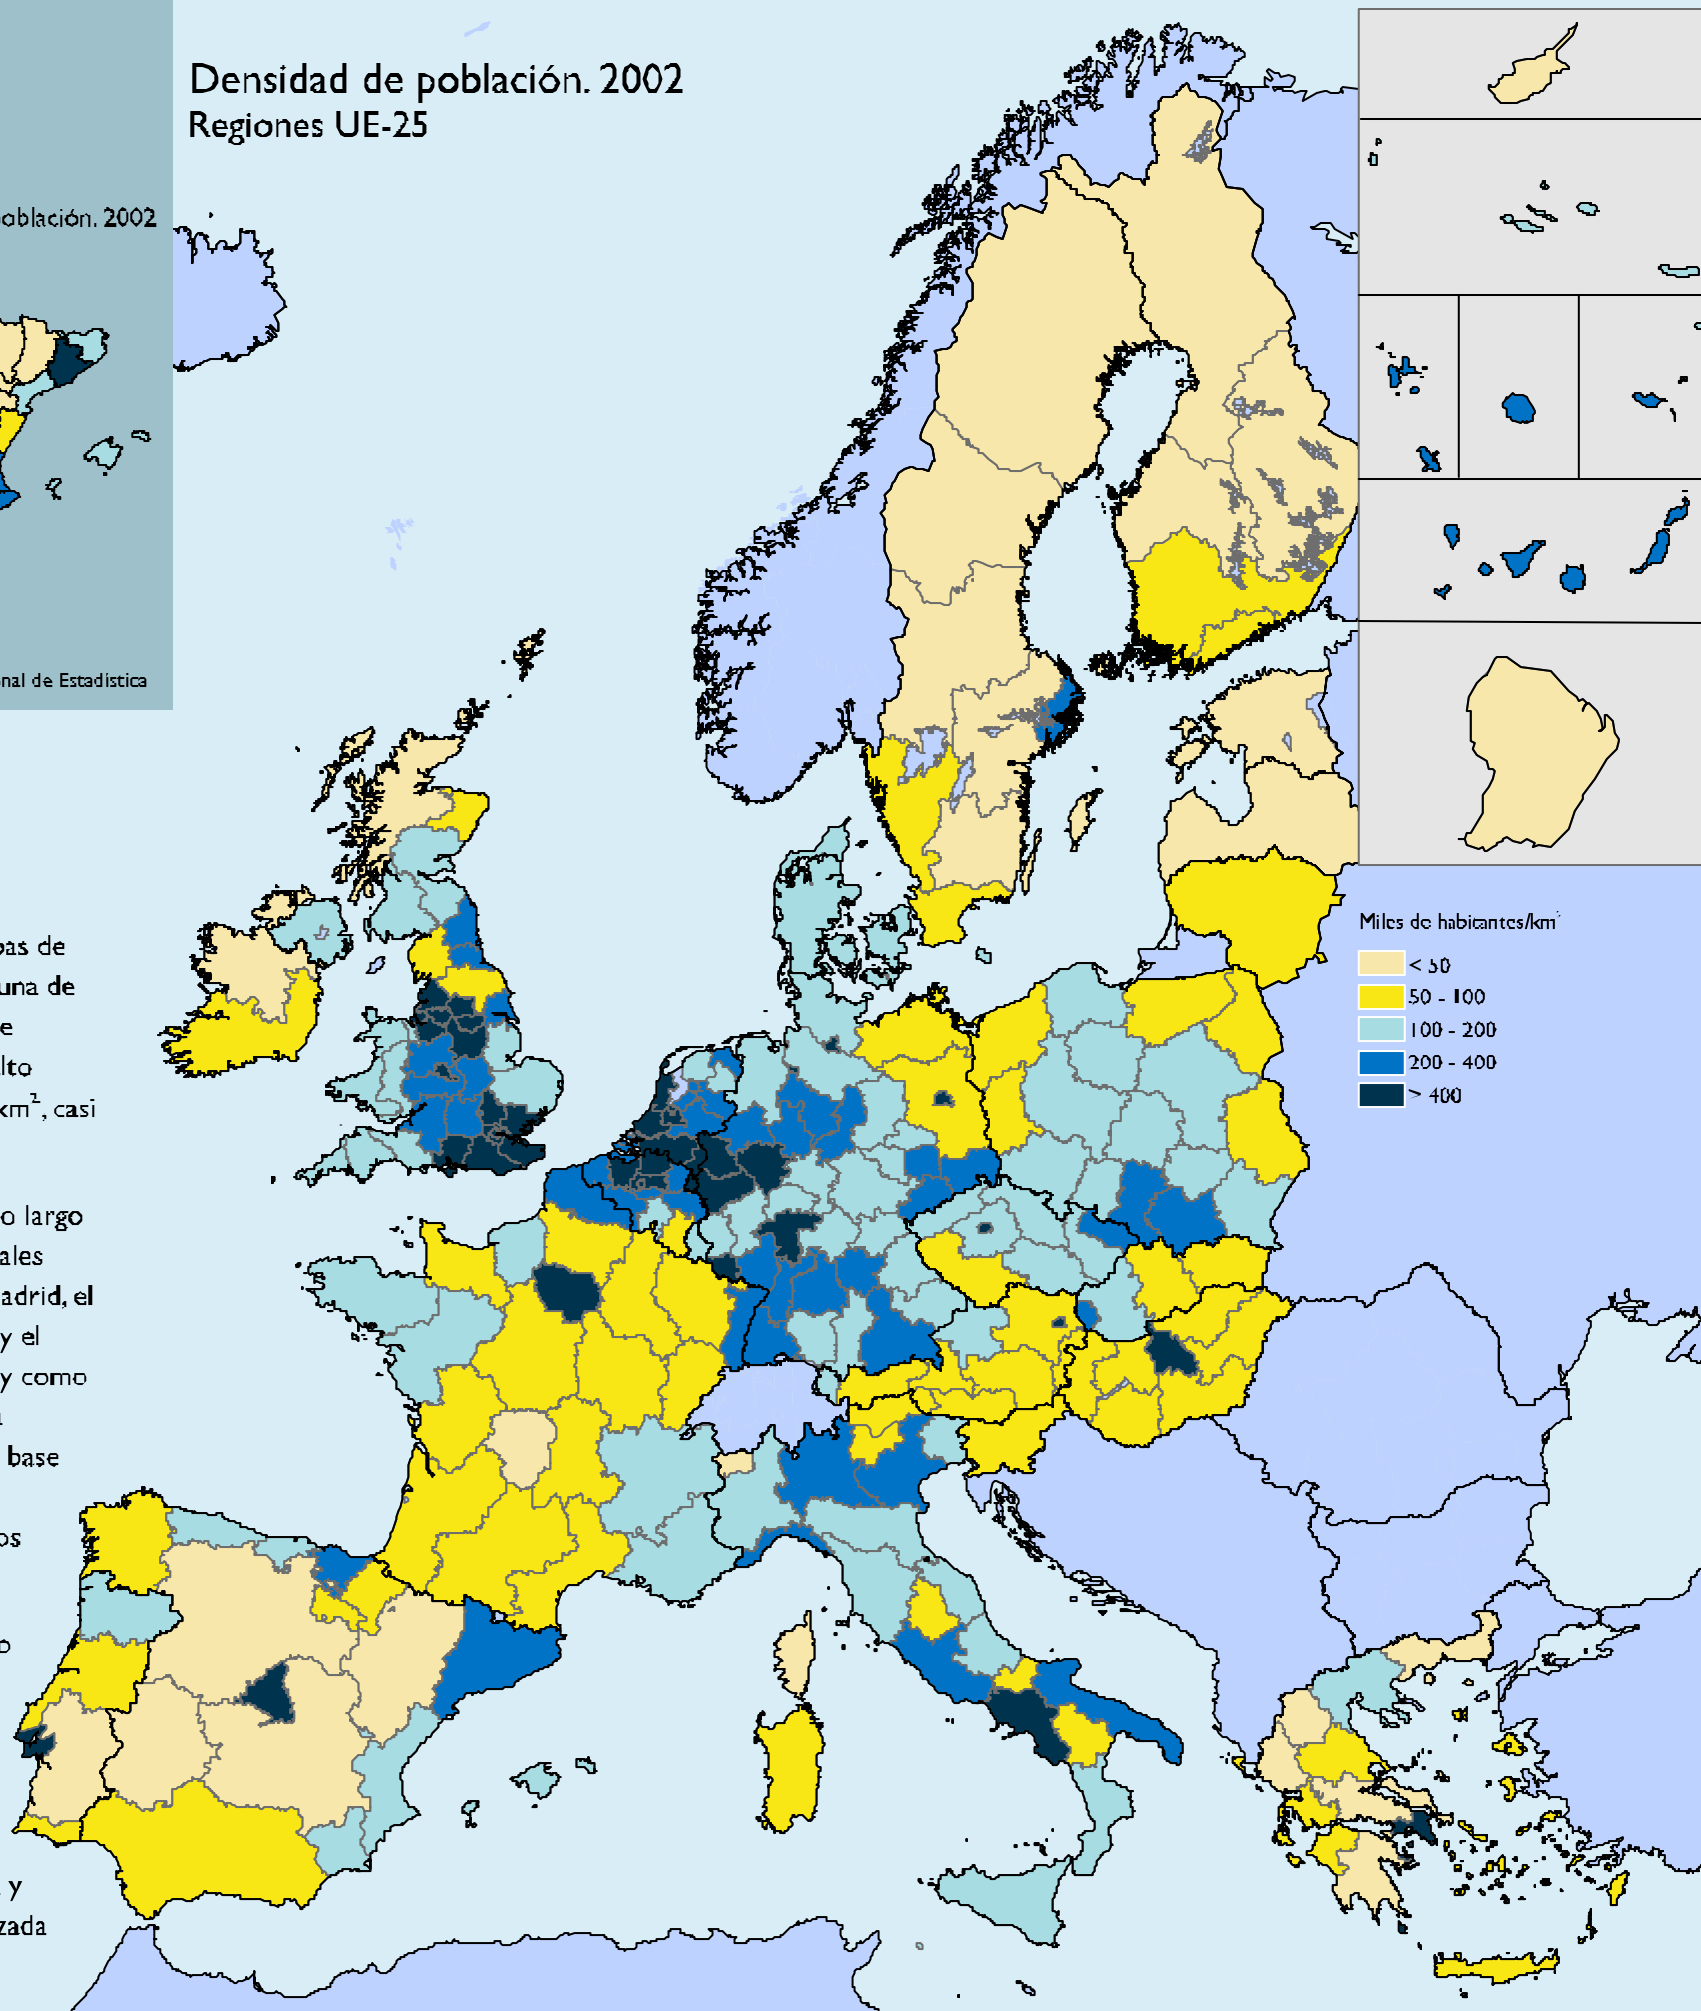 Densidad de población. 2002
Regiones UE-25
oblación. 2002
nal de Estadística
Miles de habitantes/km²
< 50
50 - 100
100 - 200
200 - 400
> 400
pas de
una de
e
lto
km², casi
o largo
ales
adrid, el
y el
y como
base
os
o
y
zada